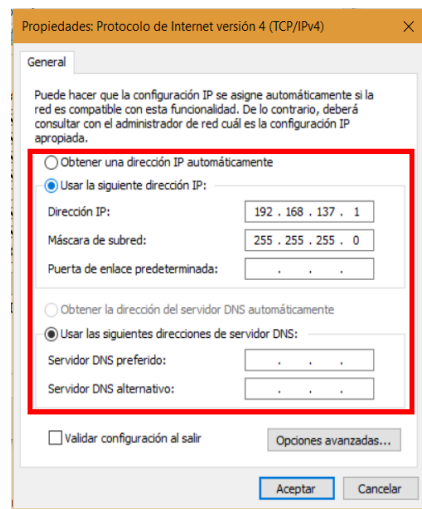 Propiedades: Protocolo de Internet versión 4 (TCP/IPv4)
General
Puede hacer que la configuración IP se asigne automáticamente si la
red es compatible con esta funcionalidad. De lo contrario, deberá
consultar con el administrador de red cuál es la configuración IP
apropiada.
Obtener una dirección IP automáticamente
Usar la siguiente dirección IP:
Dirección IP: 192 . 168 . 137 . 1
Máscara de subred: 255 . 255 . 255 . 0
Puerta de enlace predeterminada: . . .
Obtener la dirección del servidor DNS automáticamente
Usar las siguientes direcciones de servidor DNS:
Servidor DNS preferido: . . .
Servidor DNS alternativo: . . .
Validar configuración al salir
Opciones avanzadas...
Aceptar Cancelar